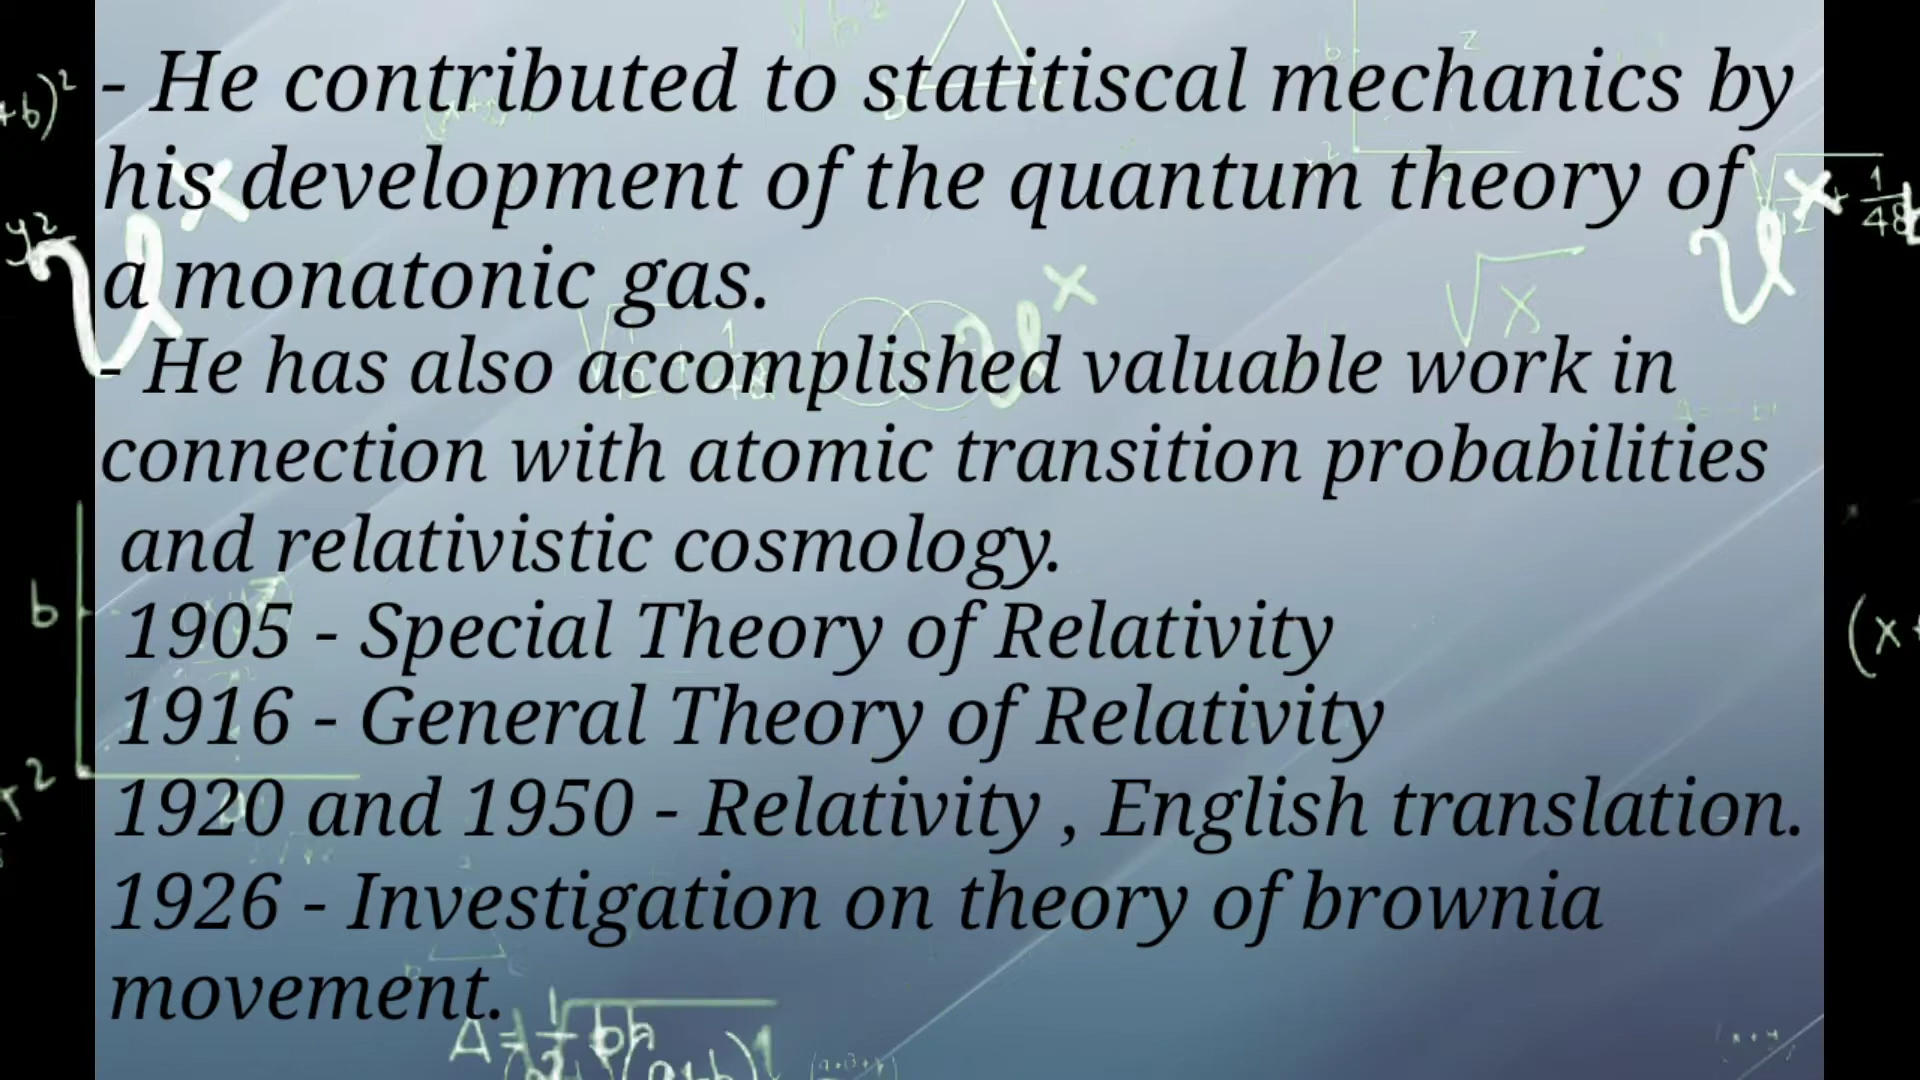 - He contributed to statitiscal mechanics by
his development of the quantum theory of
a monatonic gas.
- He has also accomplished valuable work in
connection with atomic transition probabilities
and relativistic cosmology.
1905 - Special Theory of Relativity
1916 - General Theory of Relativity
1920 and 1950 - Relativity , English translation.
1926 - Investigation on theory of brownia
movement.